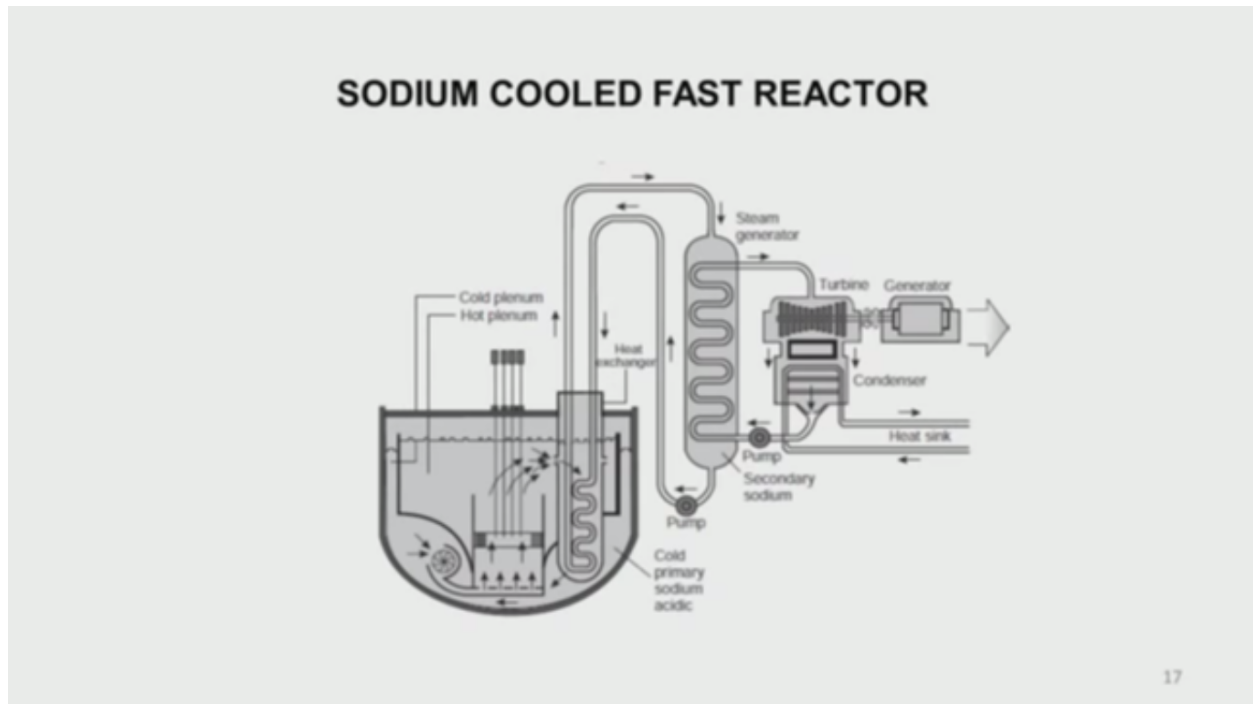 SODIUM COOLED FAST REACTOR
Steam
generator
Turbine
Generator
Cold plenum
Hot plenum
Heat
exchanger
Condenser
Heat sink
Pump
Secondary
sodium
Pump
Cold
primary
sodium
acidic
17